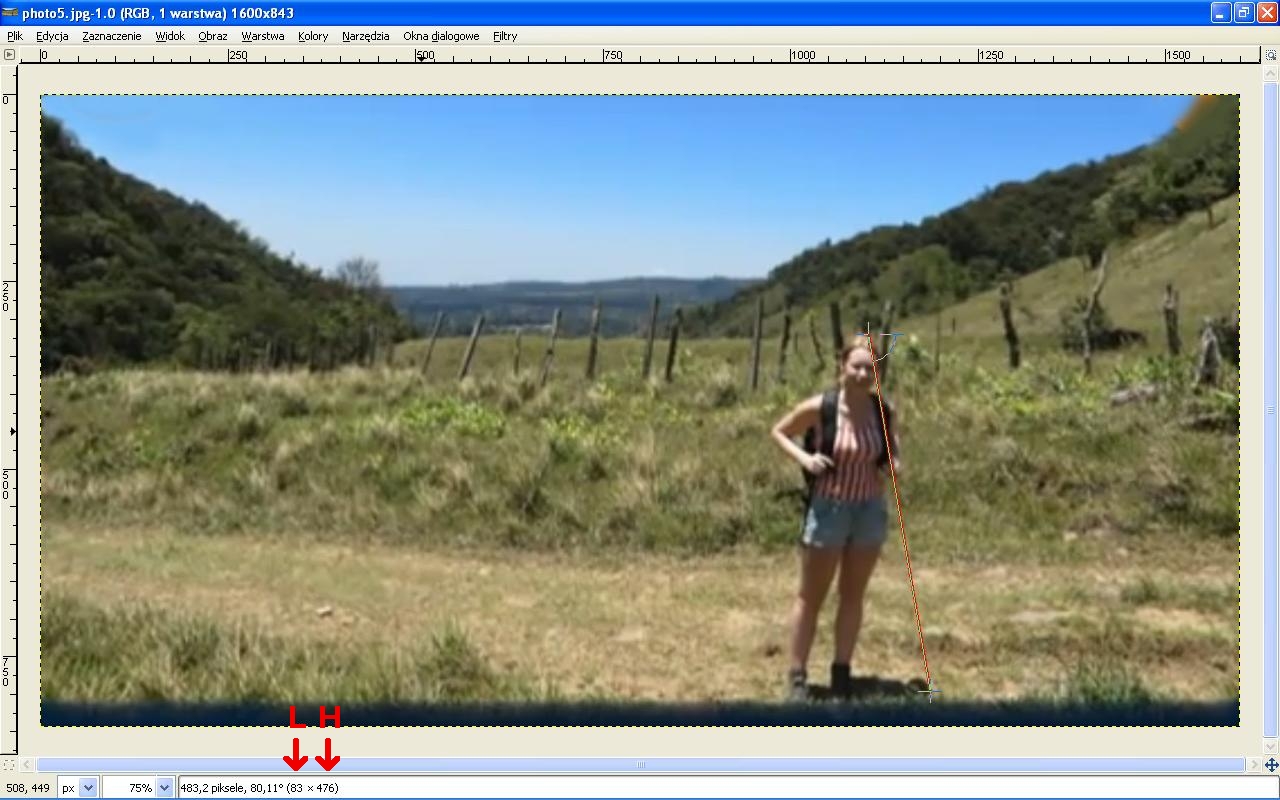 photo5.jpg-1.0 (RGB, 1 warstwa) 1600x843
Plik Edycja Zaznaczenie Widok Obraz Warstwa Kolory Narzędzia Okna dialogowe Filtry
0 250 500 750 1000 1250 1500
0
250
500
750
L H
508, 449 px 75% 483,2 piksele, 80,11° (83 × 476)